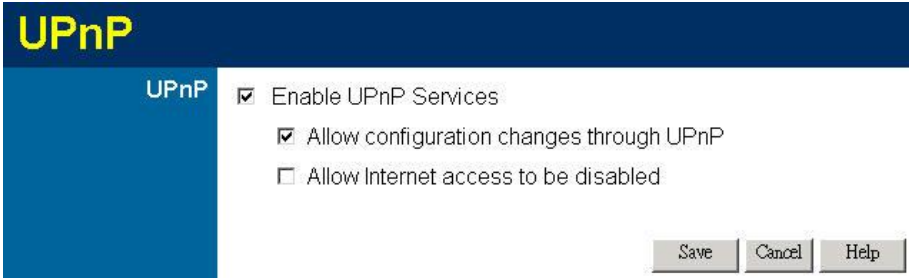 UPnP
UPnP
Enable UPnP Services
Allow configuration changes through UPnP
Allow Internet access to be disabled
Save Cancel Help